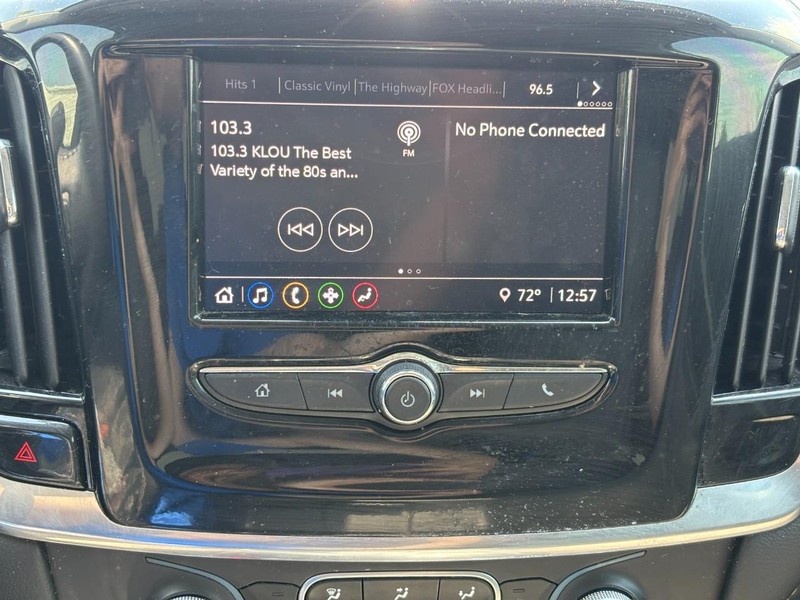 Hits 1 Classic Vinyl The Highway FOX Headli... 96.5
103.3
103.3 KLOU The Best
Variety of the 80s an...
FM
No Phone Connected
72° 12:57